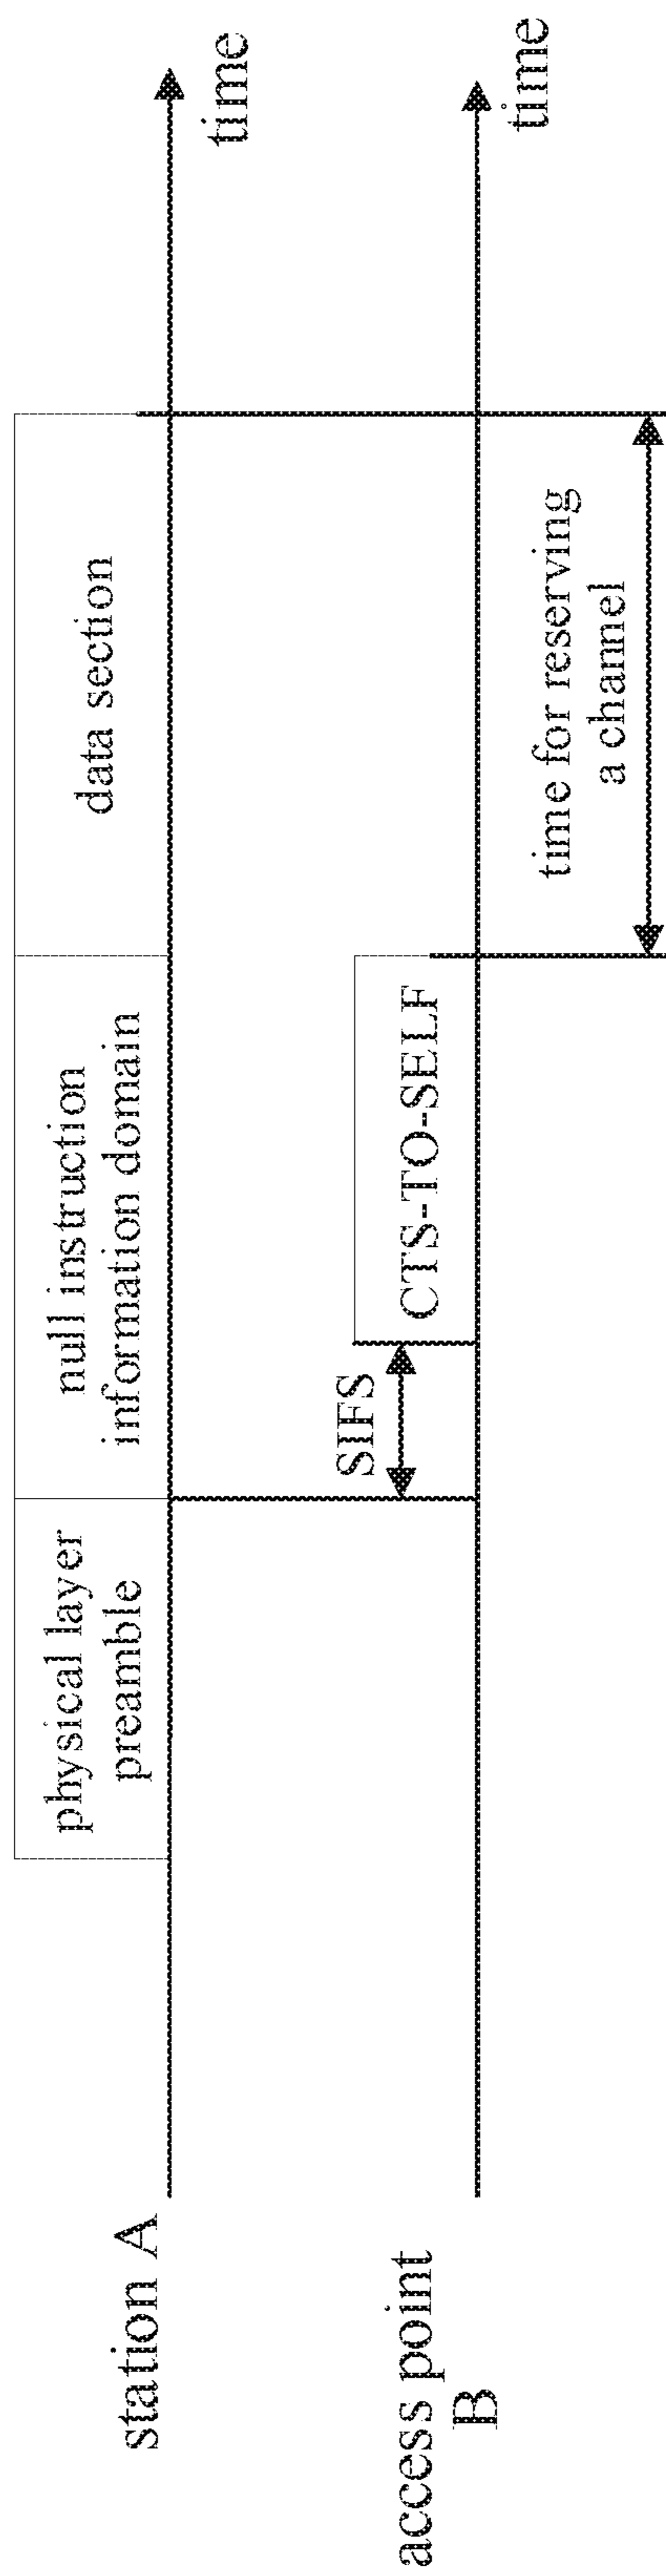 station A
physical layer
preamble
null instruction
information domain
data section
time
access point
B
SIFS
CTS-TO-SELF
time for reserving
a channel
time